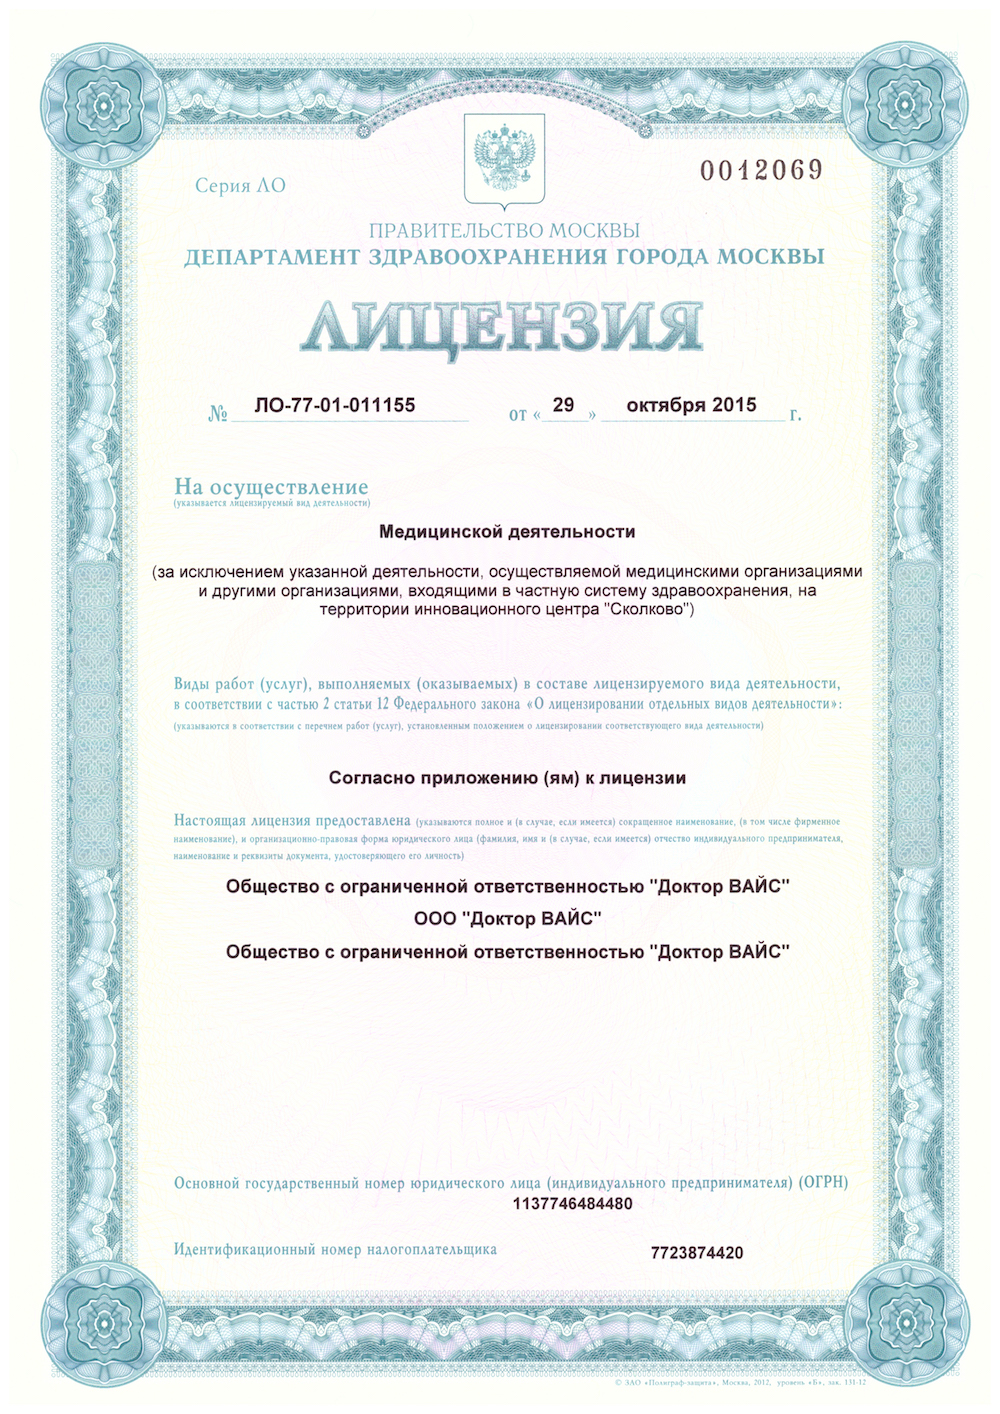 Серия ЛО
0012069
ПРАВИТЕЛЬСТВО МОСКВЫ
ДЕПАРТАМЕНТ ЗДРАВООХРАНЕНИЯ ГОРОДА МОСКВЫ
ЛИЦЕНЗИЯ
№ ЛО-77-01-011155 от « 29 » октября 2015 г.
На осуществление
(указывается лицензируемый вид деятельности)
Медицинской деятельности
(за исключением указанной деятельности, осуществляемой медицинскими организациями
и другими организациями, входящими в частную систему здравоохранения, на
территории инновационного центра "Сколково")
Виды работ (услуг), выполняемых (оказываемых) в составе лицензируемого вида деятельности,
в соответствии с частью 2 статьи 12 Федерального закона «О лицензировании отдельных видов деятельности»:
(указываются в соответствии с перечнем работ (услуг), установленным положением о лицензировании соответствующего вида деятельности)
Согласно приложению (ям) к лицензии
Настоящая лицензия предоставлена (указываются полное и (в случае, если имеется) сокращенное наименование, (в том числе фирменное
наименование), и организационно-правовая форма юридического лица (фамилия, имя и (в случае, если имеется) отчество индивидуального предпринимателя,
наименование и реквизиты документа, удостоверяющего его личность)
Общество с ограниченной ответственностью "Доктор ВАЙС"
ООО "Доктор ВАЙС"
Общество с ограниченной ответственностью "Доктор ВАЙС"
Основной государственный номер юридического лица (индивидуального предпринимателя) (ОГРН)
1137746484480
Идентификационный номер налогоплательщика 7723874420
© ЗАО «Полиграф-защита», Москва, 2012, уровень «Б», зак. 131-12